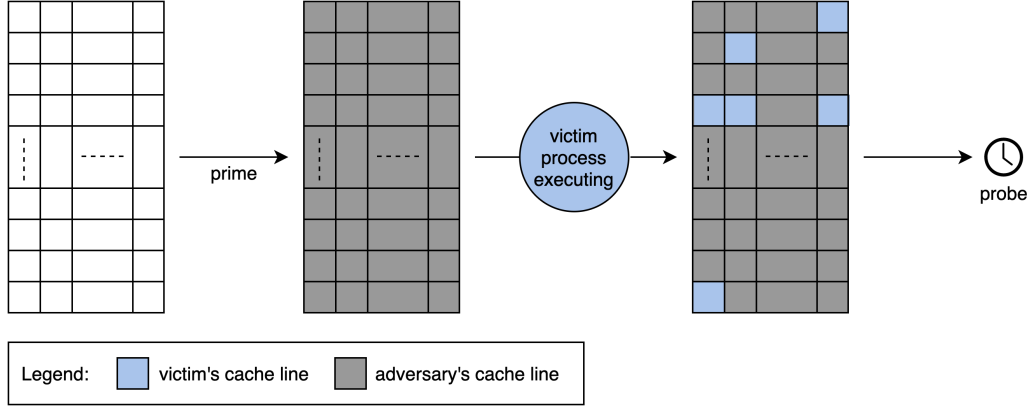 prime
victim
process
executing
probe
Legend: victim's cache line adversary's cache line